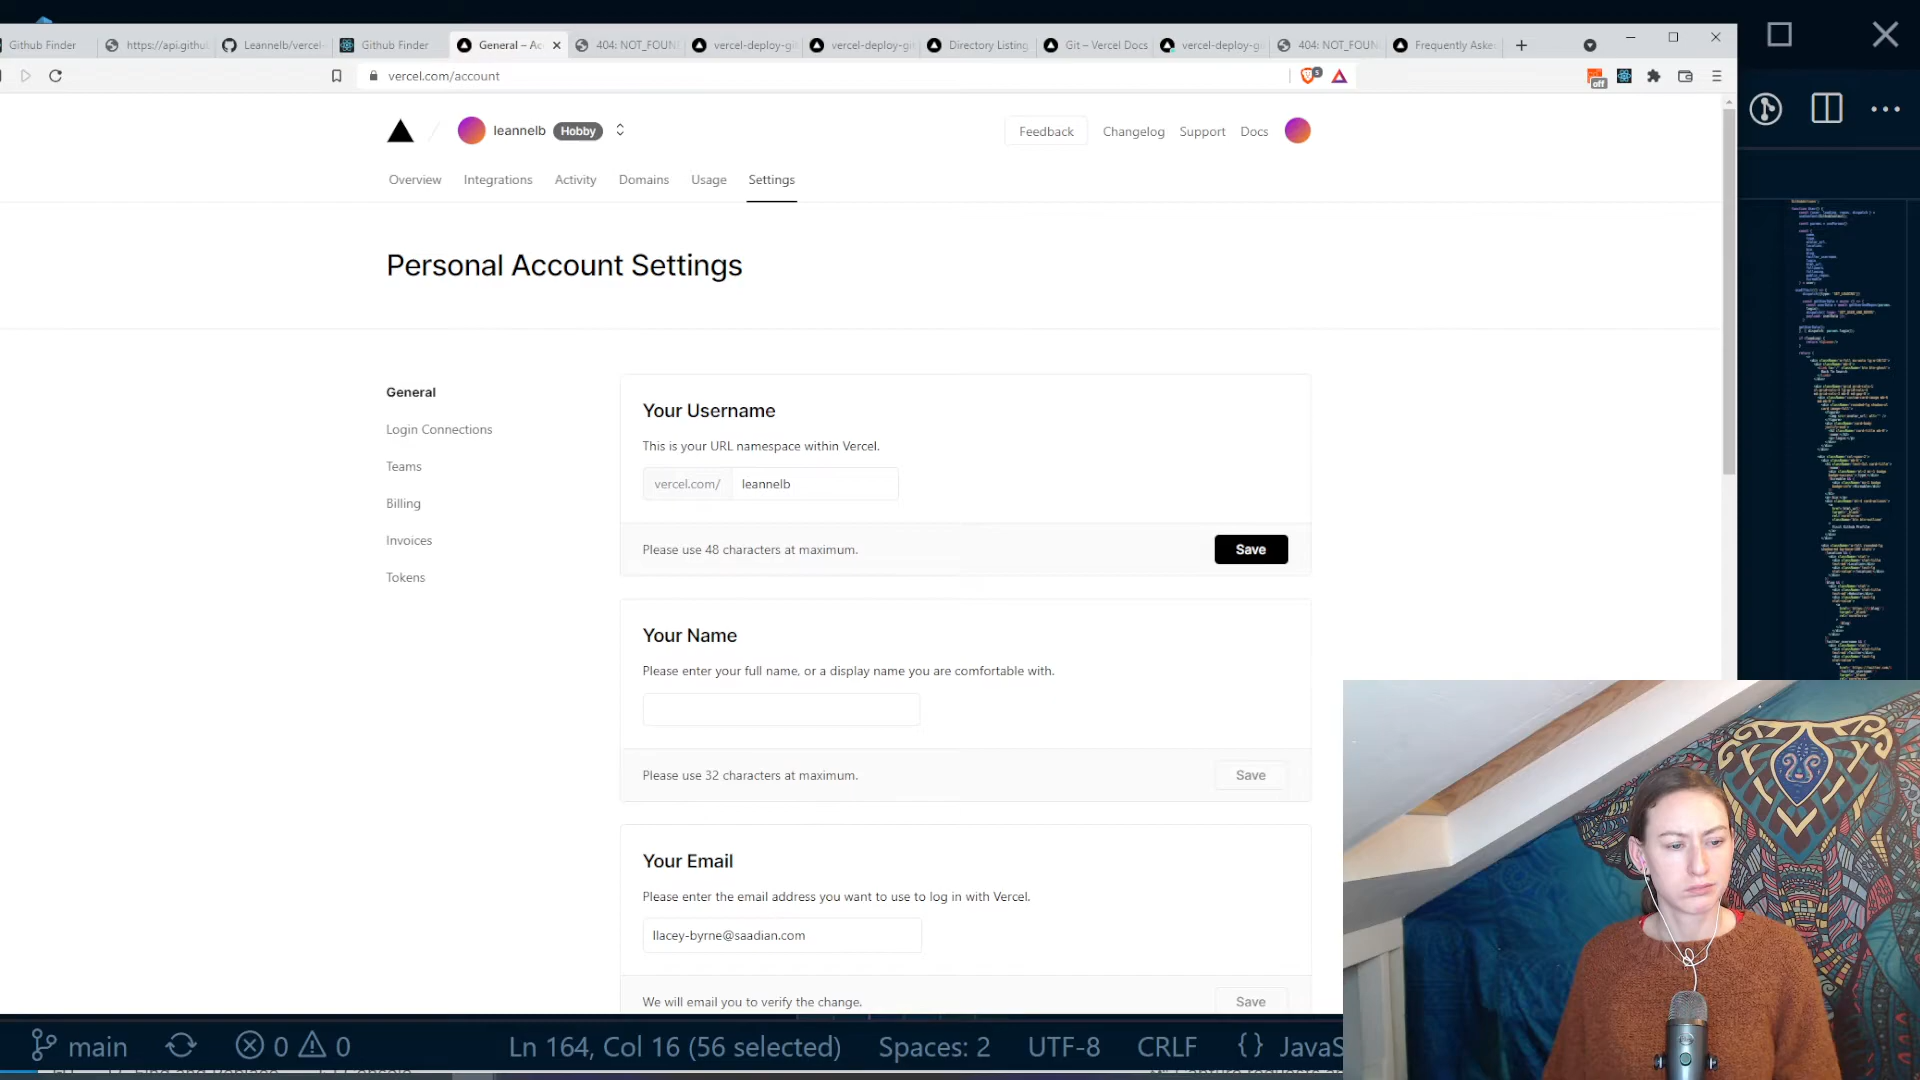 Github Finder
https://api.githu
Leannelb/vercel-
Github Finder
General – Ac
404: NOT_FOUN
vercel-deploy-gi
vercel-deploy-gi
Directory Listing
Git – Vercel Docs
vercel-deploy-gi
404: NOT_FOUN
Frequently Aske
vercel.com/account
off
leannelb Hobby
Feedback Changelog Support Docs
Overview Integrations Activity Domains Usage Settings
Personal Account Settings
General
Login Connections
Teams
Billing
Invoices
Tokens
Your Username
This is your URL namespace within Vercel.
vercel.com/ leannelb
Please use 48 characters at maximum.
Save
Your Name
Please enter your full name, or a display name you are comfortable with.
Please use 32 characters at maximum.
Save
Your Email
Please enter the email address you want to use to log in with Vercel.
llacey-byrne@saadian.com
We will email you to verify the change.
Save
main 0 0 Ln 164, Col 16 (56 selected) Spaces: 2 UTF-8 CRLF {} JavaS